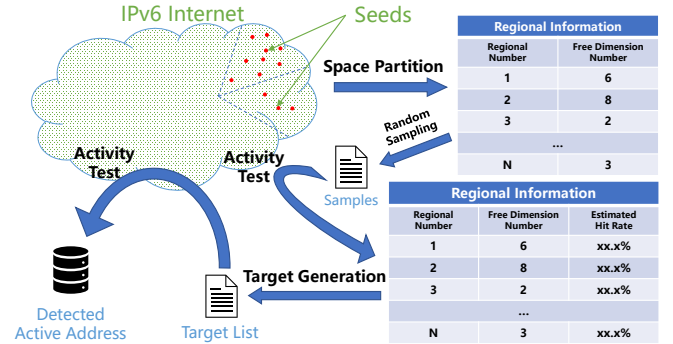 IPv6 Internet
Seeds
Space Partition
Regional Information
Regional Number
Free Dimension Number
1 6
2 8
3 2
...
N 3
Random Sampling
Activity Test
Activity Test
Samples
Regional Information
Regional Number
Free Dimension Number
Estimated Hit Rate
1 6 xx.x%
2 8 xx.x%
3 2 xx.x%
...
N 3 xx.x%
Target Generation
Target List
Detected
Active Address